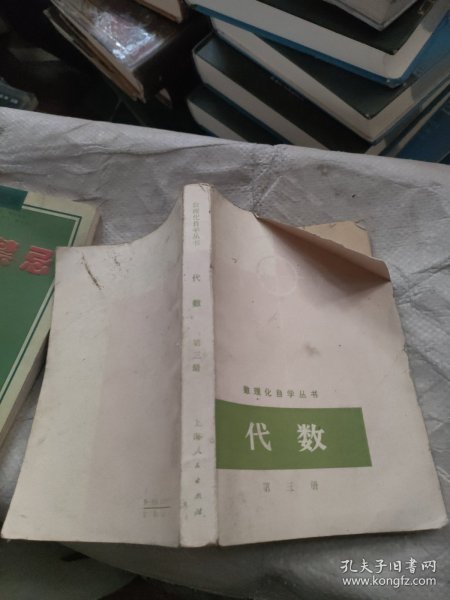 数理化自学丛书
代数
第三册
数理化自学丛书
代数
第三册
上海人民出版社
孔夫子旧书网
www.kongfz.com